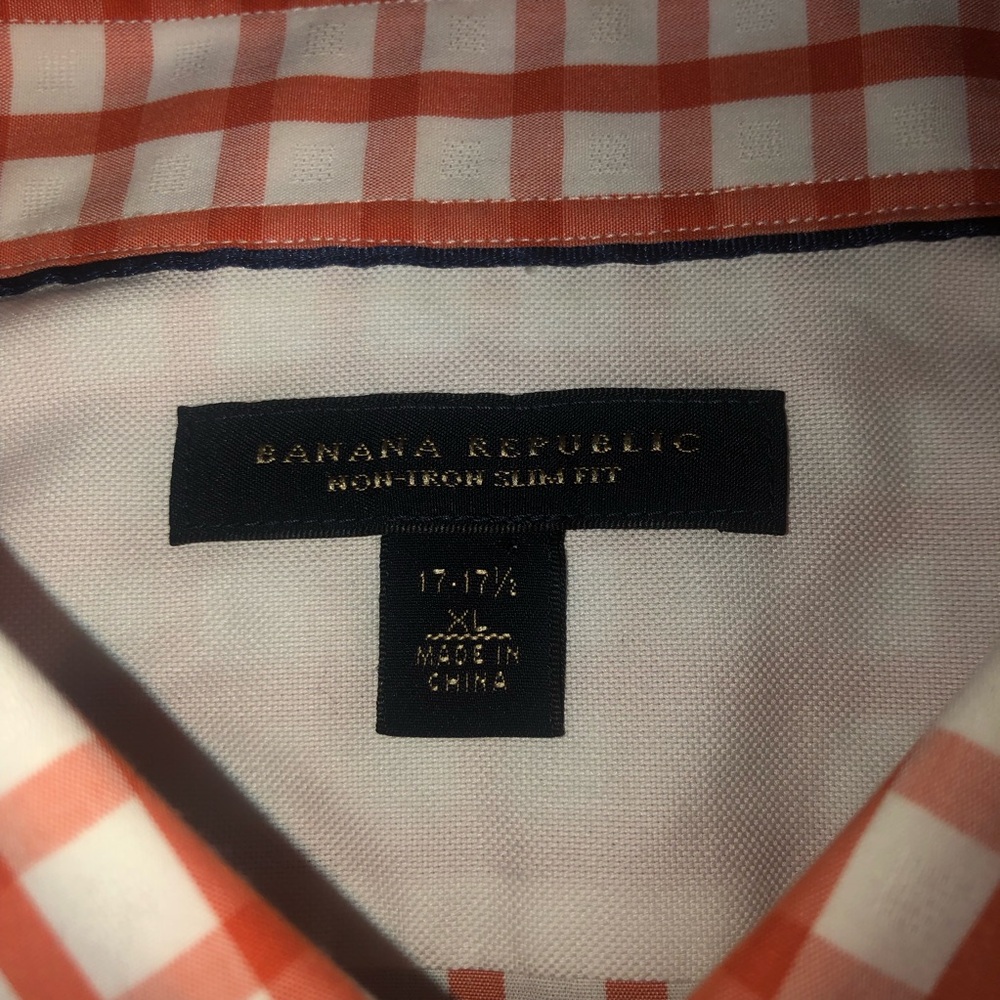 BANANA REPUBLIC
NON-IRON SLIM FIT
17-17½
XL
MADE IN
CHINA